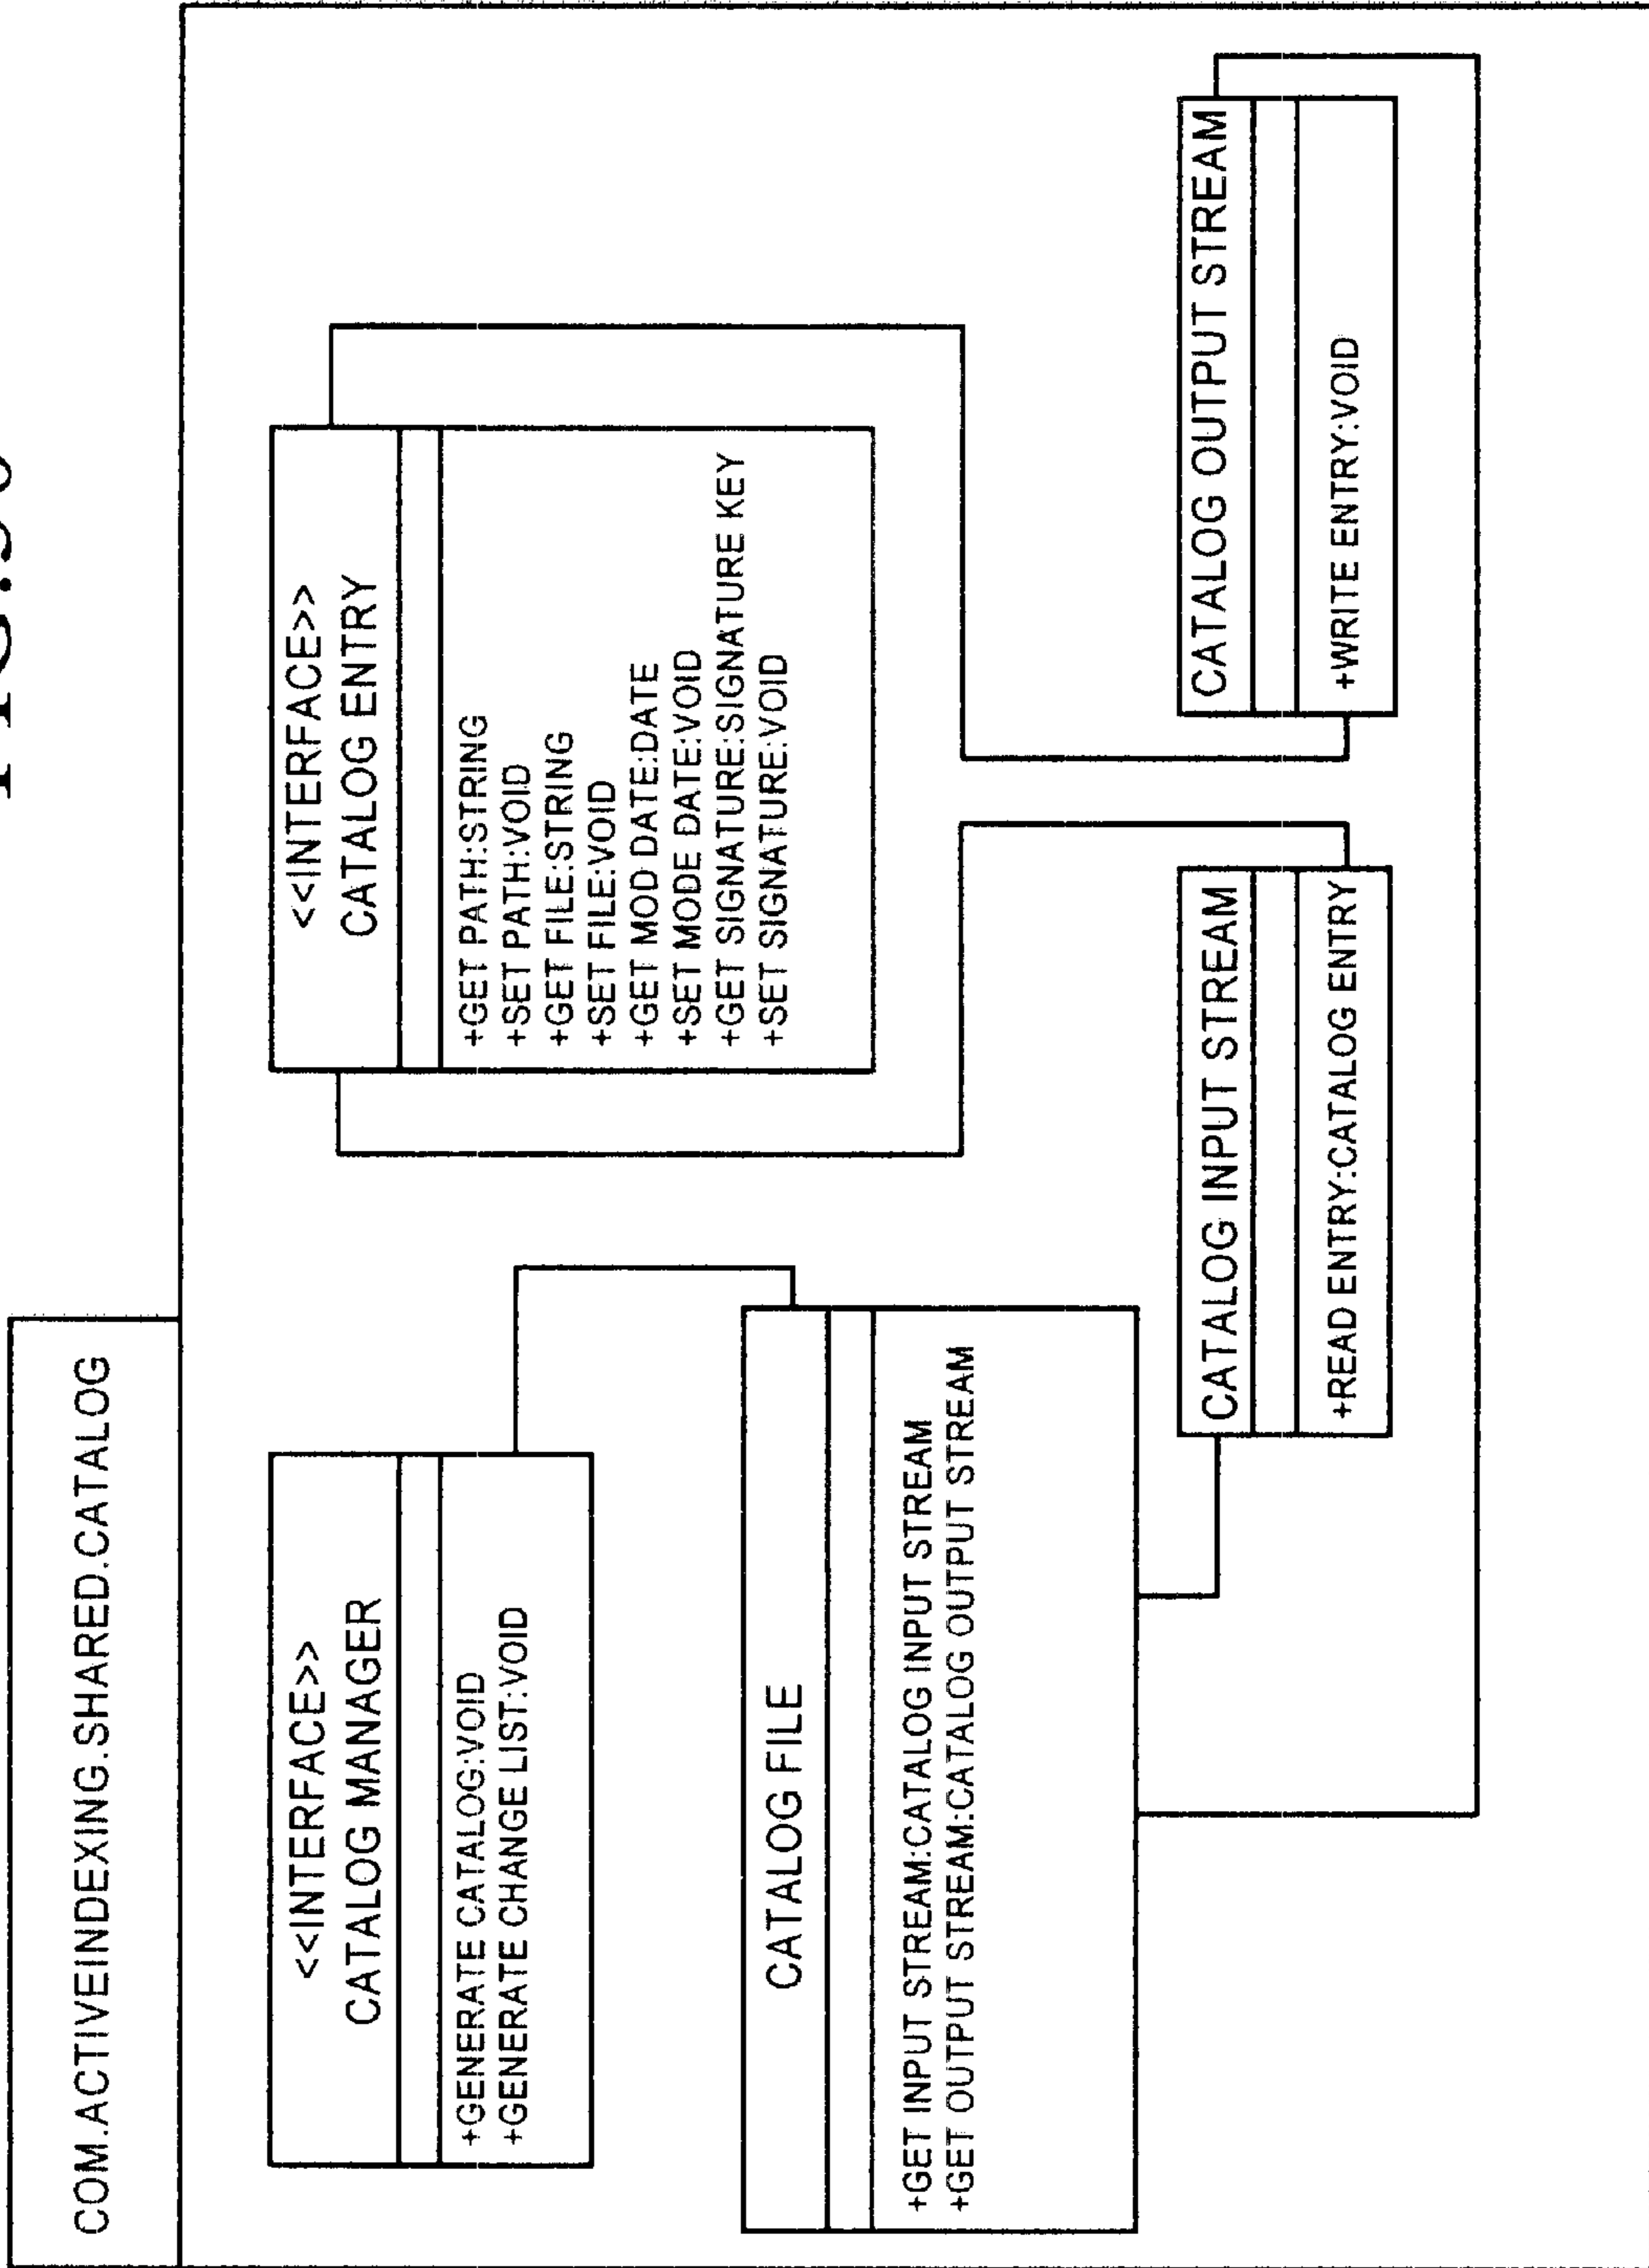 COM.ACTIVEINDEXING.SHARED.CATALOG
<<INTERFACE>>
CATALOG MANAGER
+GENERATE CATALOG:VOID
+GENERATE CHANGE LIST:VOID
<<INTERFACE>>
CATALOG ENTRY
+GET PATH:STRING
+SET PATH:VOID
+GET FILE:STRING
+SET FILE:VOID
+GET MOD DATE:DATE
+SET MODE DATE:VOID
+GET SIGNATURE:SIGNATURE KEY
+SET SIGNATURE:VOID
CATALOG FILE
+GET INPUT STREAM:CATALOG INPUT STREAM
+GET OUTPUT STREAM:CATALOG OUTPUT STREAM
CATALOG INPUT STREAM
+READ ENTRY:CATALOG ENTRY
CATALOG OUTPUT STREAM
+WRITE ENTRY:VOID